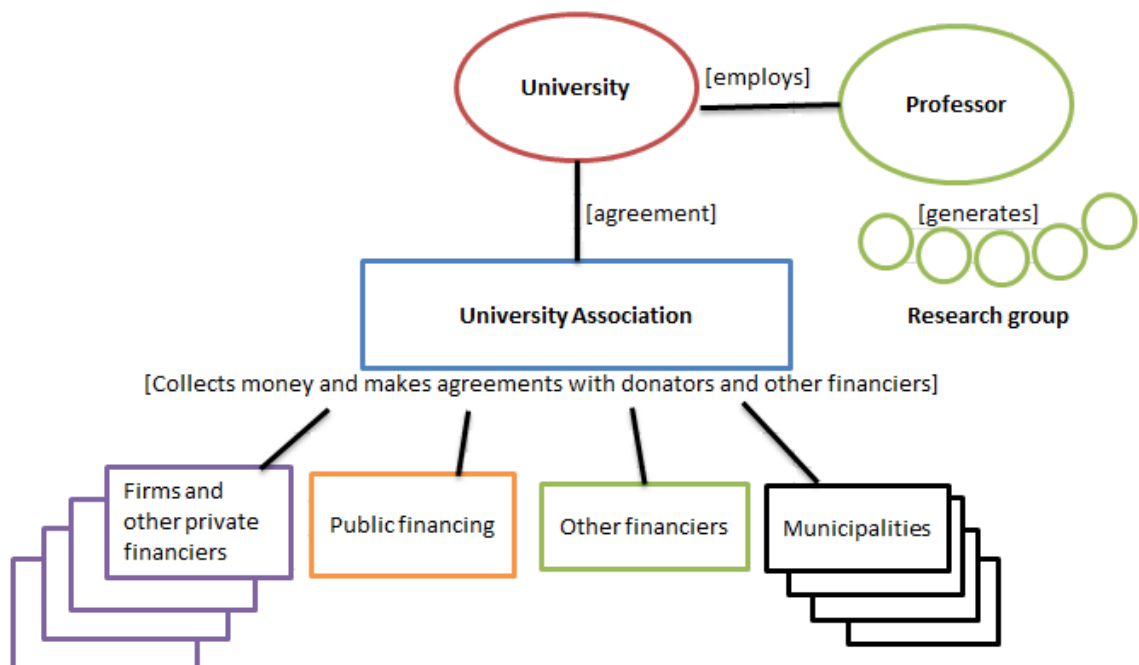 University
[employs]
Professor
[agreement]
[generates]
University Association
Research group
[Collects money and makes agreements with donators and other financiers]
Firms and
other private
financiers
Public financing
Other financiers
Municipalities